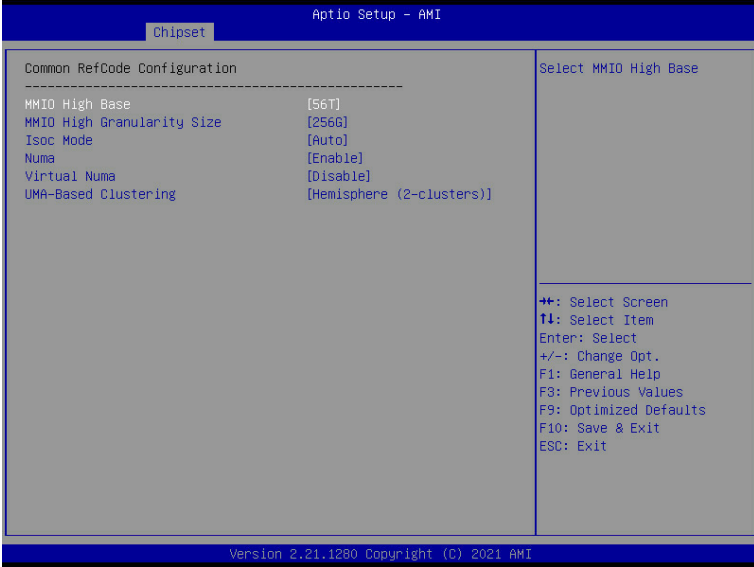 Aptio Setup – AMI
Chipset
Common RefCode Configuration
Select MMIO High Base
--------------------------------------------------
MMIO High Base [56T]
MMIO High Granularity Size [256G]
Isoc Mode [Auto]
Numa [Enable]
Virtual Numa [Disable]
UMA-Based Clustering [Hemisphere (2-clusters)]
→←: Select Screen
↑↓: Select Item
Enter: Select
+/-: Change Opt.
F1: General Help
F3: Previous Values
F9: Optimized Defaults
F10: Save & Exit
ESC: Exit
Version 2.21.1280 Copyright (C) 2021 AMI